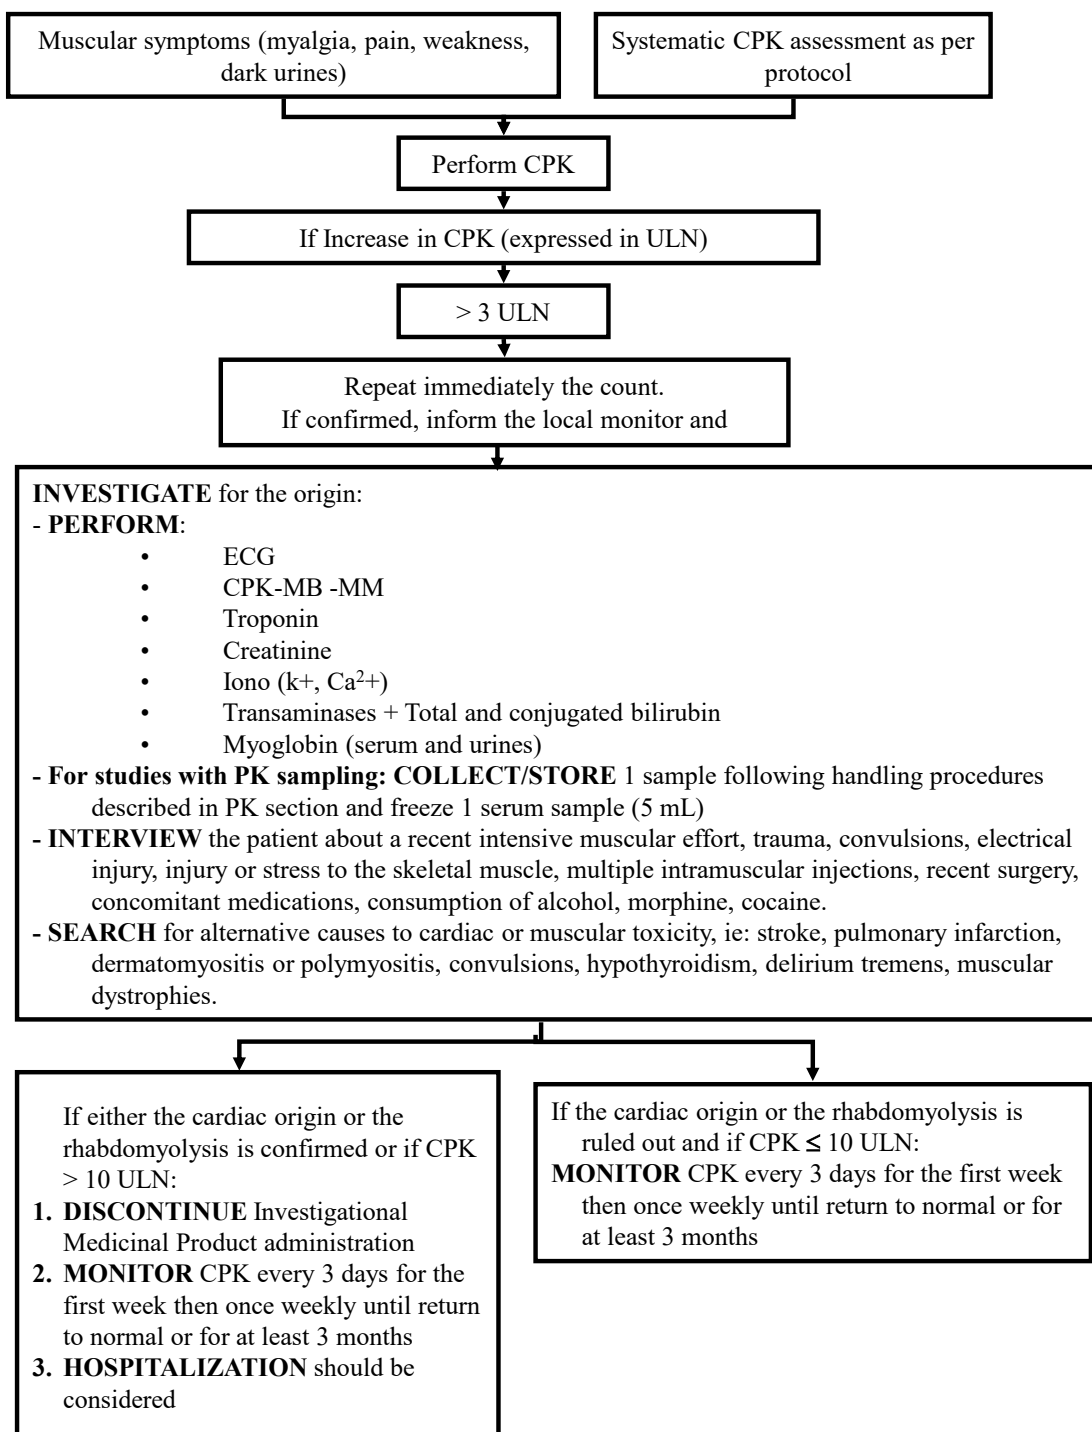 Muscular symptoms (myalgia, pain, weakness,
dark urines)
Systematic CPK assessment as per
protocol
Perform CPK
If Increase in CPK (expressed in ULN)
> 3 ULN
Repeat immediately the count.
If confirmed, inform the local monitor and
INVESTIGATE for the origin:
- PERFORM:
• ECG
• CPK-MB -MM
• Troponin
• Creatinine
• Iono (k+, Ca²⁺)
• Transaminases + Total and conjugated bilirubin
• Myoglobin (serum and urines)
- For studies with PK sampling: COLLECT/STORE 1 sample following handling procedures
described in PK section and freeze 1 serum sample (5 mL)
- INTERVIEW the patient about a recent intensive muscular effort, trauma, convulsions, electrical
injury, injury or stress to the skeletal muscle, multiple intramuscular injections, recent surgery,
concomitant medications, consumption of alcohol, morphine, cocaine.
- SEARCH for alternative causes to cardiac or muscular toxicity, ie: stroke, pulmonary infarction,
dermatomyositis or polymyositis, convulsions, hypothyroidism, delirium tremens, muscular
dystrophies.
If either the cardiac origin or the
rhabdomyolysis is confirmed or if CPK
> 10 ULN:
1. DISCONTINUE Investigational
Medicinal Product administration
2. MONITOR CPK every 3 days for the
first week then once weekly until return
to normal or for at least 3 months
3. HOSPITALIZATION should be
considered
If the cardiac origin or the rhabdomyolysis is
ruled out and if CPK ≤ 10 ULN:
MONITOR CPK every 3 days for the first week
then once weekly until return to normal or for
at least 3 months